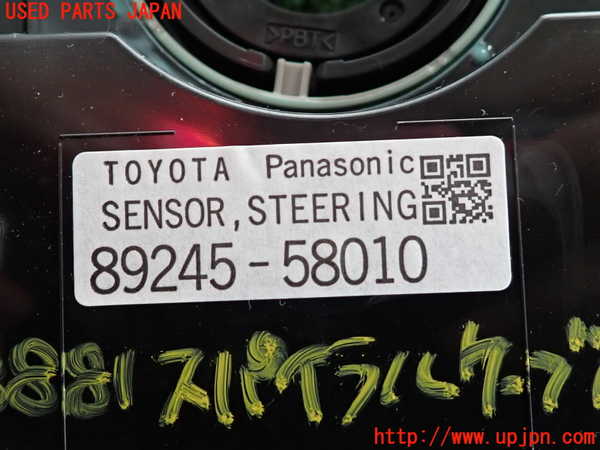 USED PARTS JAPAN
>PBT<
TOYOTA Panasonic
SENSOR,STEERING
89245-58010
8881 スパイラルケーブ
http://www.upjpn.com